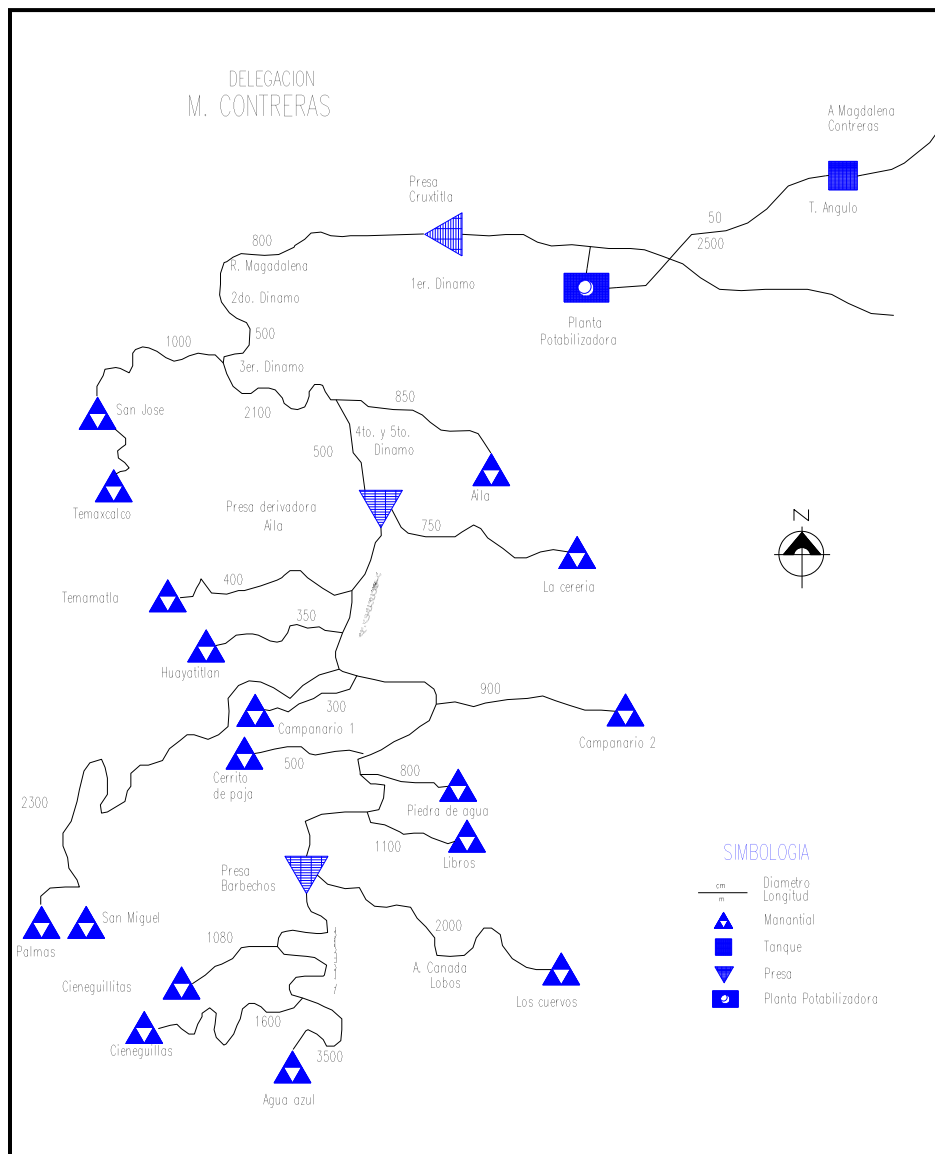 DELEGACION
M. CONTRERAS
A Magdalena
Contreras
T. Angulo
50
2500
Presa
Cruxtitla
800
R. Magadalena
1er. Dinamo
2do. Dinamo
Planta
Potabilizadora
500
1000
3er. Dinamo
San Jose
2100
850
4to. y 5to.
Dinamo
500
Aila
Temaxcalco
Presa derivadora
Aila
750
N
La cereria
400
Temamatla
350
Huayatitlan
900
300
Campanario 1
Campanario 2
500
Cerrito
de paja
800
Piedra de agua
2300
1100
Libros
SIMBOLOGIA
cm
m
Diametro
Longitud
Manantial
Tanque
Presa
Planta Potabilizadora
Presa
Barbechos
San Miguel
Palmas
2000
1080
A. Canada
Lobos
Cieneguillitas
Los cuervos
1600
Cieneguillas
3500
Agua azul